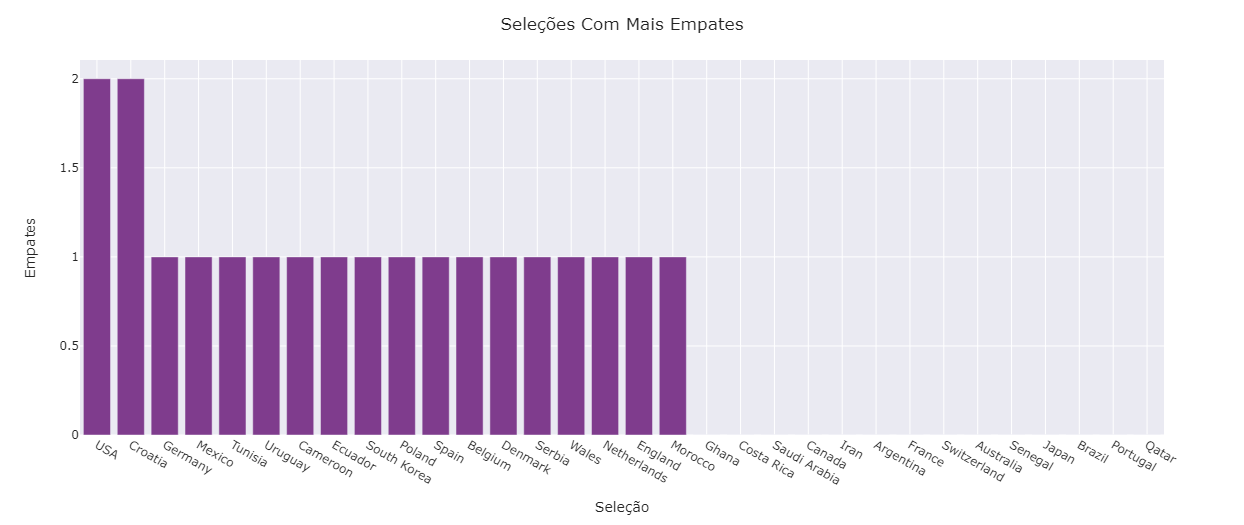 Seleções Com Mais Empates
2
1.5
1
0.5
0
Empates
USA
Croatia
Germany
Mexico
Tunisia
Uruguay
Cameroon
Ecuador
South Korea
Poland
Spain
Belgium
Denmark
Serbia
Wales
Netherlands
England
Morocco
Ghana
Costa Rica
Saudi Arabia
Canada
Iran
Argentina
France
Switzerland
Australia
Senegal
Japan
Brazil
Portugal
Qatar
Seleção